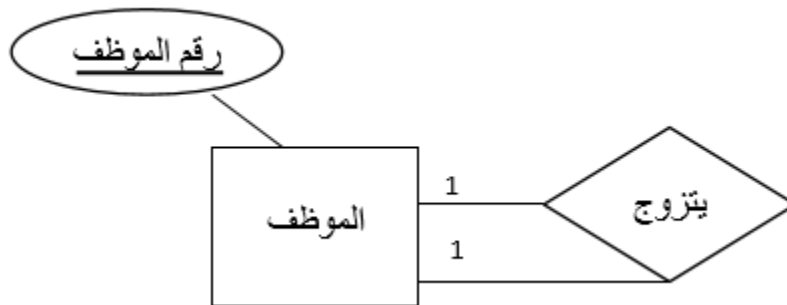 رقم الموظف
1
يتزوج
الموظف
1